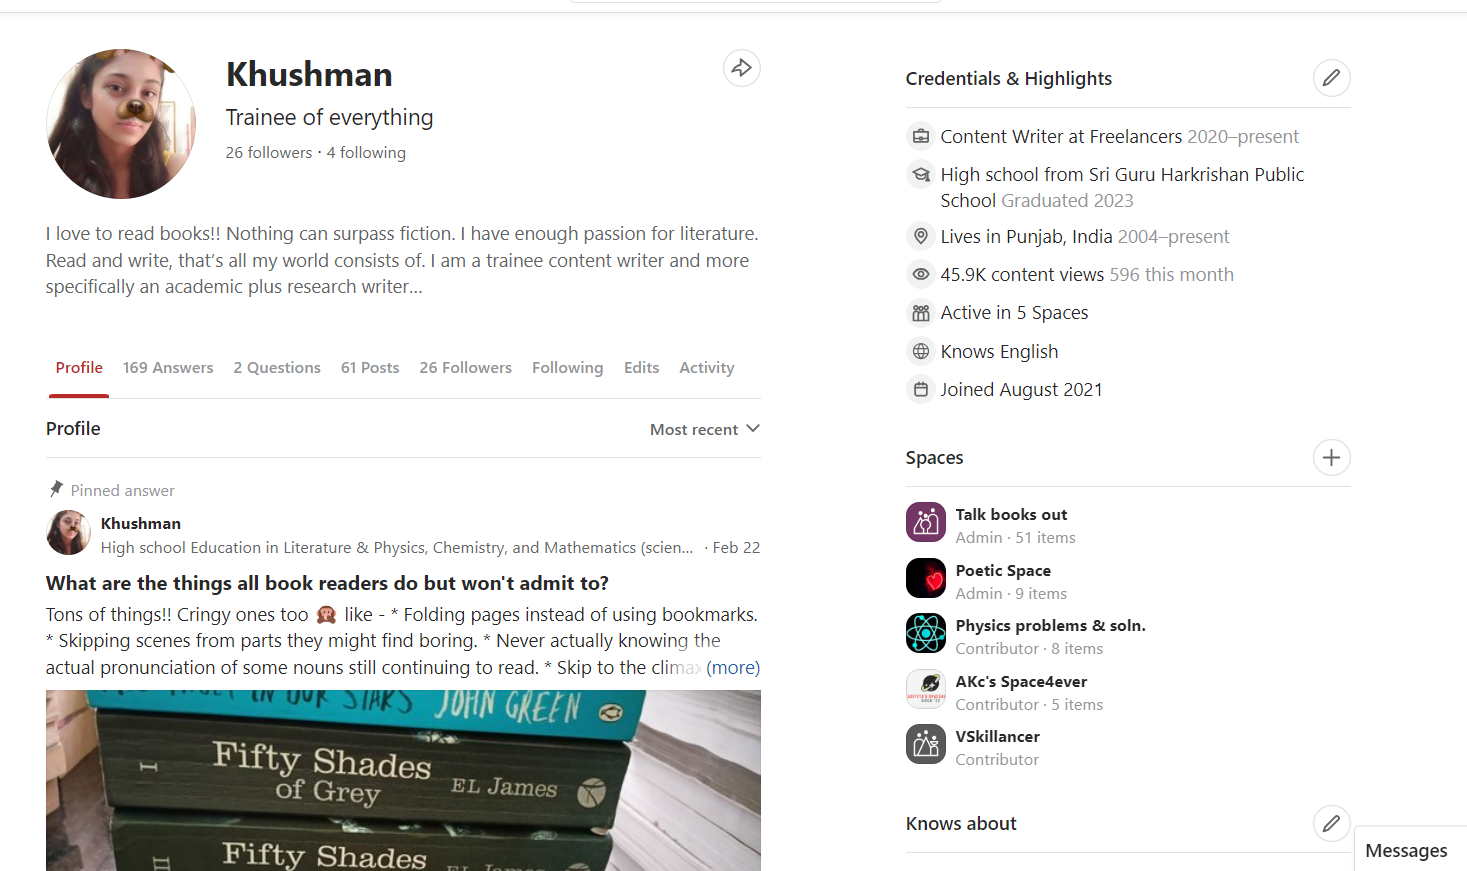 Khushman
Trainee of everything
26 followers · 4 following
I love to read books!! Nothing can surpass fiction. I have enough passion for literature.
Read and write, that's all my world consists of. I am a trainee content writer and more
specifically an academic plus research writer...
Profile 169 Answers 2 Questions 61 Posts 26 Followers Following Edits Activity
Profile
Most recent
Pinned answer
Khushman
High school Education in Literature & Physics, Chemistry, and Mathematics (scien... · Feb 22
What are the things all book readers do but won't admit to?
Tons of things!! Cringy ones too 🙊 like - * Folding pages instead of using bookmarks.
* Skipping scenes from parts they might find boring. * Never actually knowing the
actual pronunciation of some nouns still continuing to read. * Skip to the climax (more)
IN OUR STARS JOHN GREEN
I Fifty Shades
of Grey EL James
II Fifty Shades
EL James
Credentials & Highlights
Content Writer at Freelancers 2020–present
High school from Sri Guru Harkrishan Public
School Graduated 2023
Lives in Punjab, India 2004–present
45.9K content views 596 this month
Active in 5 Spaces
Knows English
Joined August 2021
Spaces
Talk books out
Admin · 51 items
Poetic Space
Admin · 9 items
Physics problems & soln.
Contributor · 8 items
AKc's Space4ever
Contributor · 5 items
VSkillancer
Contributor
Knows about
Messages